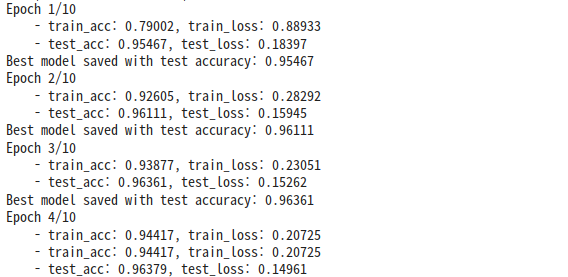 Epoch 1/10
- train_acc: 0.79002, train_loss: 0.88933
- test_acc: 0.95467, test_loss: 0.18397
Best model saved with test accuracy: 0.95467
Epoch 2/10
- train_acc: 0.92605, train_loss: 0.28292
- test_acc: 0.96111, test_loss: 0.15945
Best model saved with test accuracy: 0.96111
Epoch 3/10
- train_acc: 0.93877, train_loss: 0.23051
- test_acc: 0.96361, test_loss: 0.15262
Best model saved with test accuracy: 0.96361
Epoch 4/10
- train_acc: 0.94417, train_loss: 0.20725
- train_acc: 0.94417, train_loss: 0.20725
- test_acc: 0.96379, test_loss: 0.14961